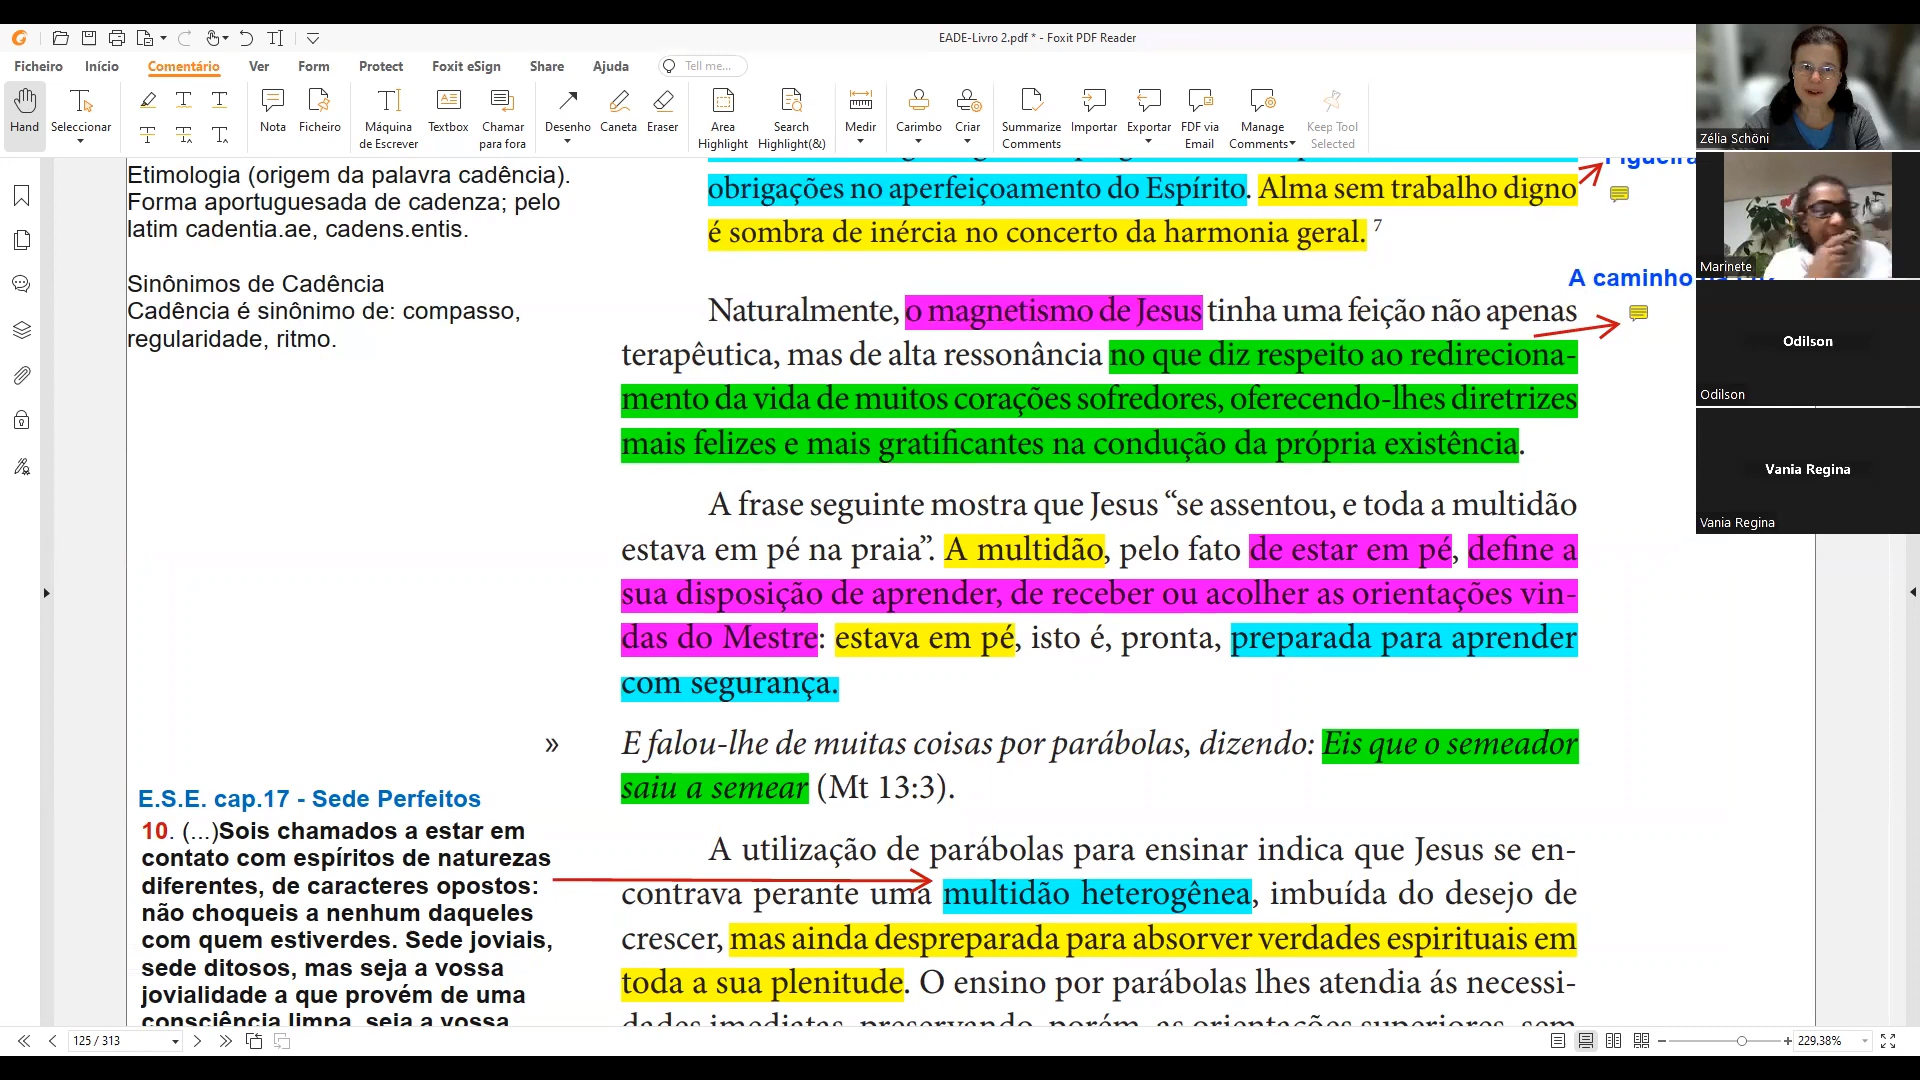 EADE-Livro 2.pdf * - Foxit PDF Reader
Ficheiro Início Comentário Ver Form Protect Foxit eSign Share Ajuda Tell me...
Hand Seleccionar Nota Ficheiro Máquina de Escrever Textbox Chamar para fora Desenho Caneta Eraser Area Highlight Search Highlight(&) Medir Carimbo Criar Summarize Comments Importar Exportar FDF via Email Manage Comments Keep Tool Selected
Zélia Schöni
Marinete
Odilson
Odilson
Vania Regina
Vania Regina
Etimologia (origem da palavra cadência).
Forma aportuguesada de cadenza; pelo
latim cadentia.ae, cadens.entis.
Sinônimos de Cadência
Cadência é sinônimo de: compasso,
regularidade, ritmo.
obrigações no aperfeiçoamento do Espírito. Alma sem trabalho digno
é sombra de inércia no concerto da harmonia geral. 7
A caminho
Naturalmente, o magnetismo de Jesus tinha uma feição não apenas
terapêutica, mas de alta ressonância no que diz respeito ao redireciona-
mento da vida de muitos corações sofredores, oferecendo-lhes diretrizes
mais felizes e mais gratificantes na condução da própria existência.
A frase seguinte mostra que Jesus “se assentou, e toda a multidão
estava em pé na praia”. A multidão, pelo fato de estar em pé, define a
sua disposição de aprender, de receber ou acolher as orientações vin-
das do Mestre: estava em pé, isto é, pronta, preparada para aprender
com segurança.
» E falou-lhe de muitas coisas por parábolas, dizendo: Eis que o semeador
saiu a semear (Mt 13:3).
E.S.E. cap.17 - Sede Perfeitos
10. (...)Sois chamados a estar em
contato com espíritos de naturezas
diferentes, de caracteres opostos:
não choqueis a nenhum daqueles
com quem estiverdes. Sede joviais,
sede ditosos, mas seja a vossa
jovialidade a que provém de uma
consciência limpa, seja a vossa
A utilização de parábolas para ensinar indica que Jesus se en-
contrava perante uma multidão heterogênea, imbuída do desejo de
crescer, mas ainda despreparada para absorver verdades espirituais em
toda a sua plenitude. O ensino por parábolas lhes atendia ás necessi-
dades imediatas, preservando, porém, as orientações superiores, sem
125 / 313
229.38%